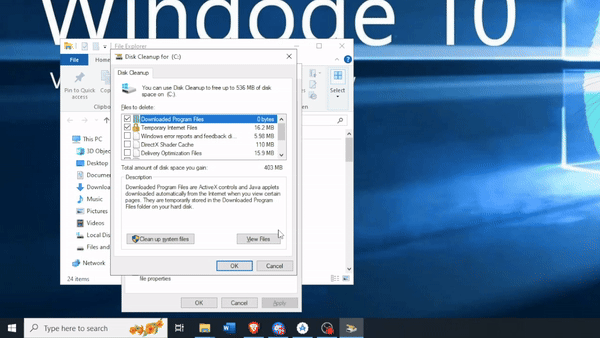 Windode 10
File Explorer
File
Home
Pin to Quick
access
Copy
Select
Disk Cleanup for (C:)
Disk Cleanup
You can use Disk Cleanup to free up to 536 MB of disk
space on (C:).
Files to delete:
Downloaded Program Files 0 bytes
Temporary Internet Files 16.2 MB
Windows error reports and feedback di... 5.98 MB
DirectX Shader Cache 110 MB
Delivery Optimization Files 15.9 MB
Total amount of disk space you gain: 403 MB
Description
Downloaded Program Files are ActiveX controls and Java applets
downloaded automatically from the Internet when you view certain
pages. They are temporarily stored in the Downloaded Program
Files folder on your hard disk.
Clean up system files
View Files
OK
Cancel
This PC
3D Object
Desktop
Documents
Downloa
Music
Pictures
Videos
Local Dis
Files and
Network
24 items
file properties
OK
Cancel
Apply
Type here to search